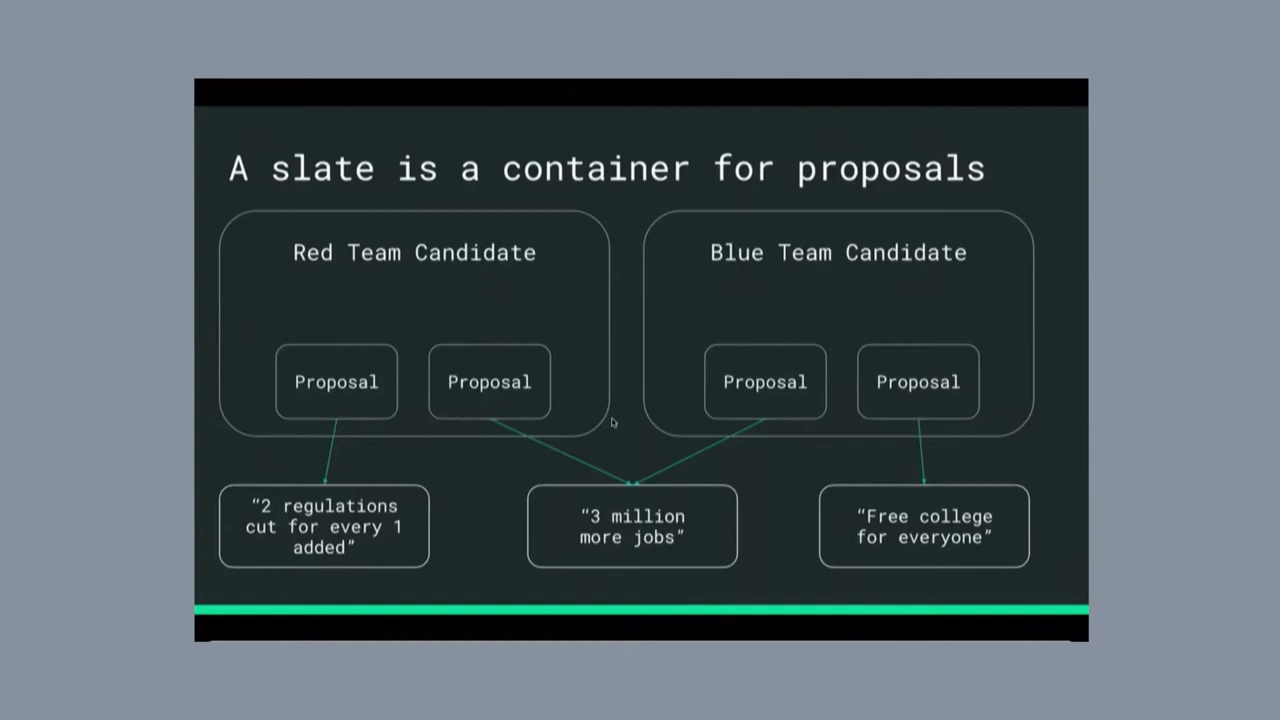 A slate is a container for proposals
Red Team Candidate
Blue Team Candidate
Proposal
Proposal
Proposal
Proposal
“2 regulations
cut for every 1
added”
“3 million
more jobs”
“Free college
for everyone”